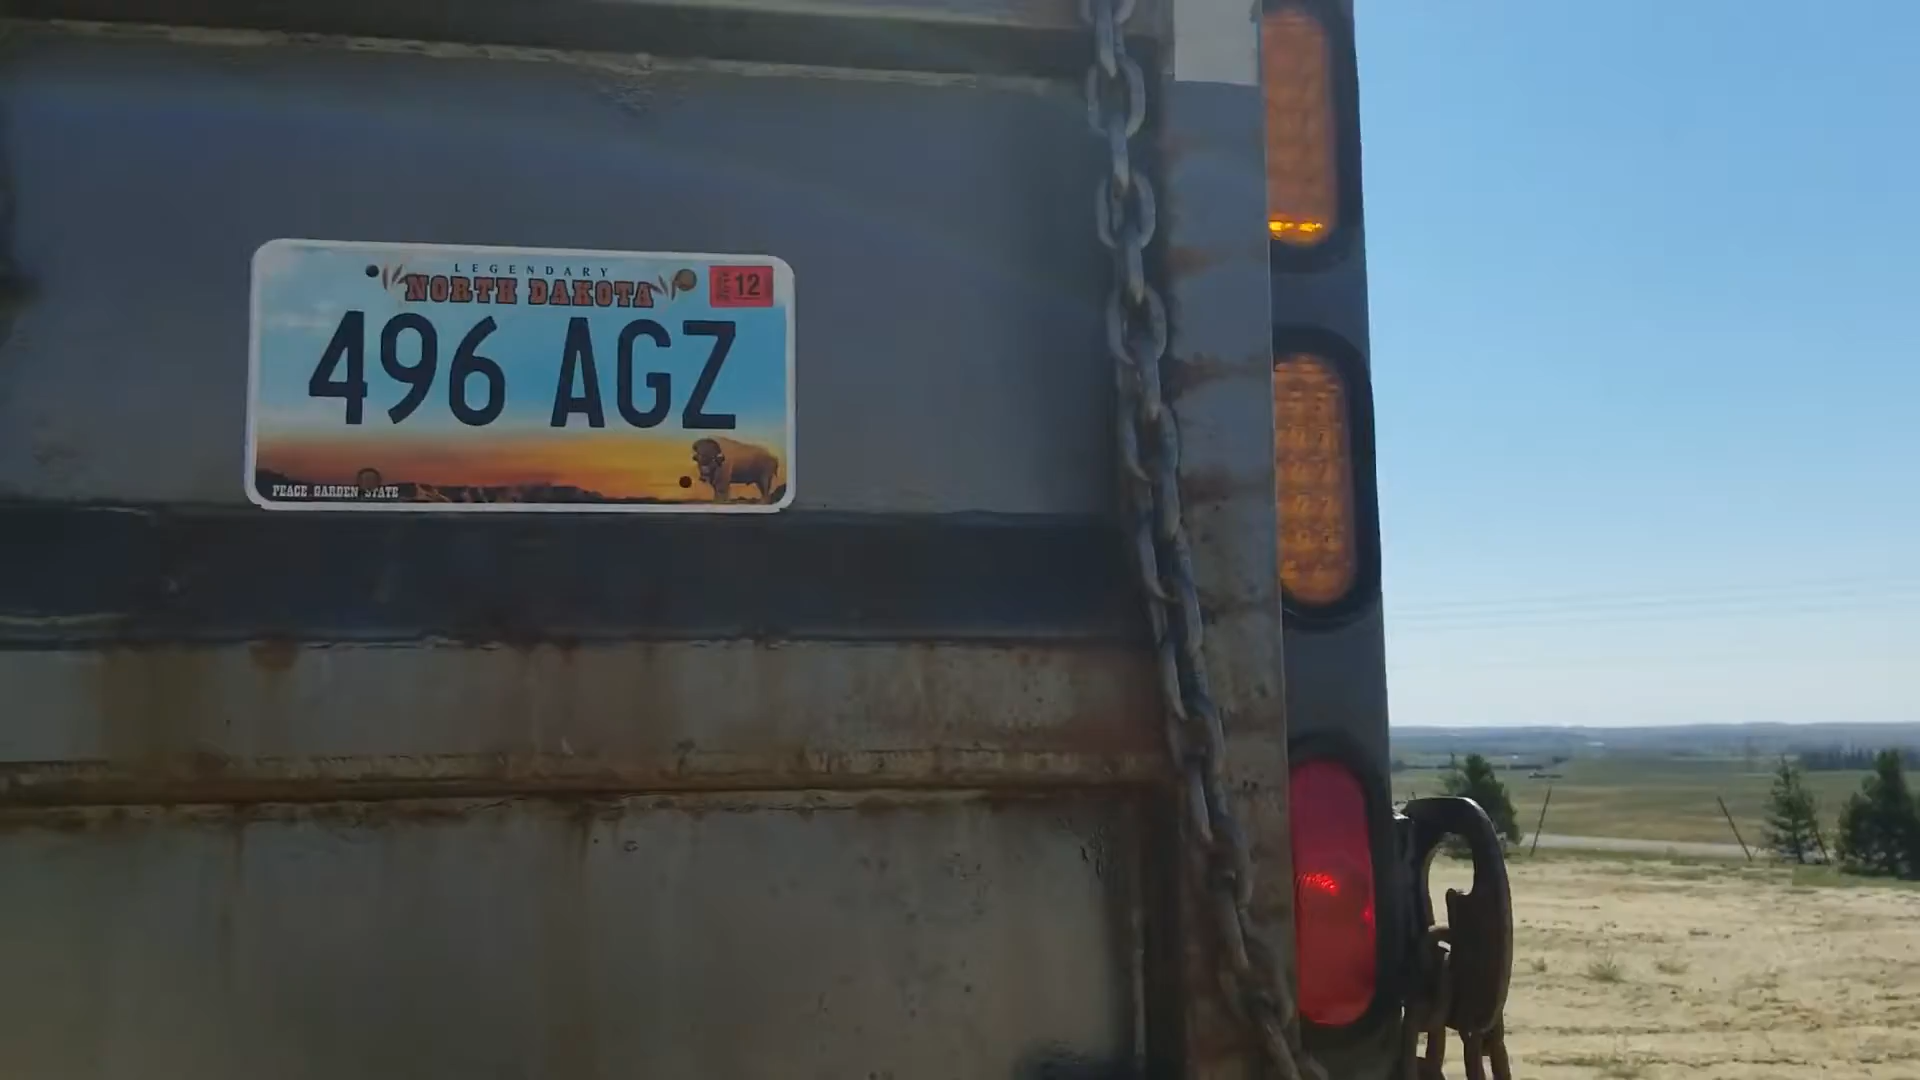 LEGENDARY
NORTH DAKOTA
12
496 AGZ
PEACE GARDEN STATE